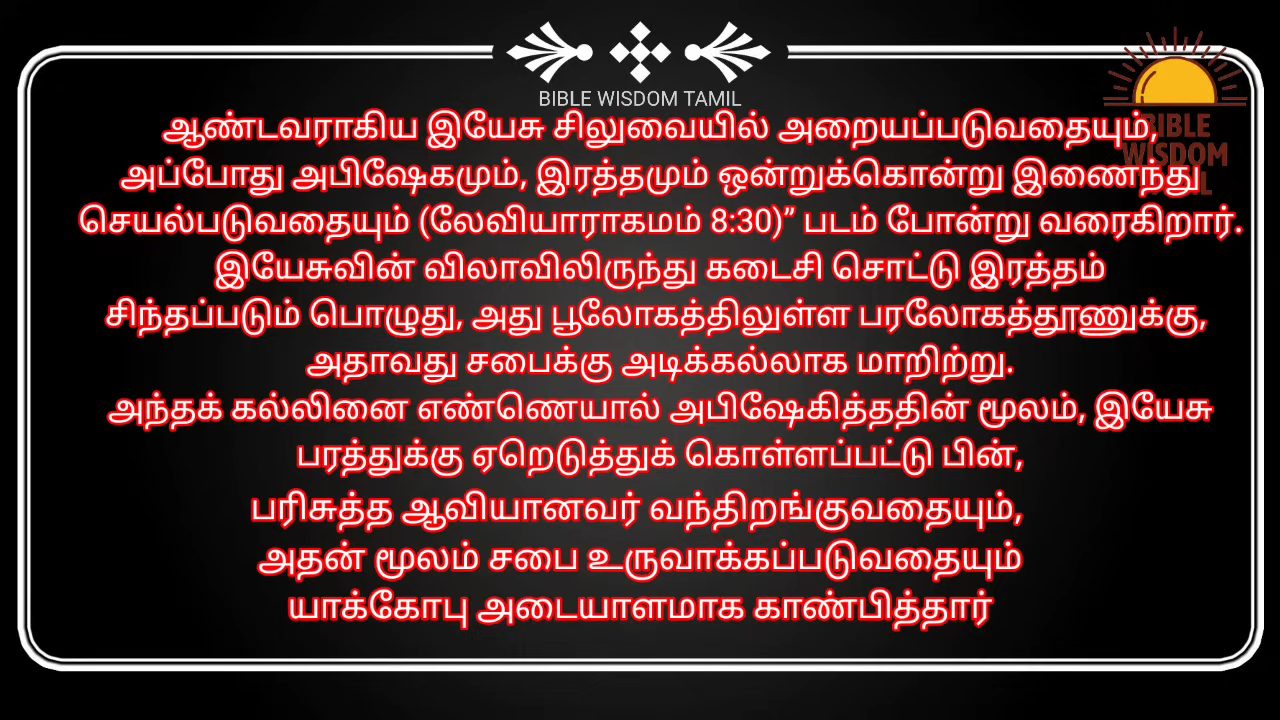 BIBLE WISDOM TAMIL
ஆண்டவராகிய இயேசு சிலுவையில் அறையப்படுவதையும்,
அப்போது அபிஷேகமும், இரத்தமும் ஒன்றுக்கொன்று இணைந்து
செயல்படுவதையும் (லேவியாராகமம் 8:30)” படம் போன்று வரைகிறார்.
இயேசுவின் விலாவிலிருந்து கடைசி சொட்டு இரத்தம்
சிந்தப்படும் பொழுது, அது பூலோகத்திலுள்ள பரலோகத்தூணுக்கு,
அதாவது சபைக்கு அடிக்கல்லாக மாறிற்று.
அந்தக் கல்லினை எண்ணெயால் அபிஷேகித்ததின் மூலம், இயேசு
பரத்துக்கு ஏறெடுத்துக் கொள்ளப்பட்டு பின்,
பரிசுத்த ஆவியானவர் வந்திறங்குவதையும்,
அதன் மூலம் சபை உருவாக்கப்படுவதையும்
யாக்கோபு அடையாளமாக காண்பித்தார்
BIBLE
WISDOM